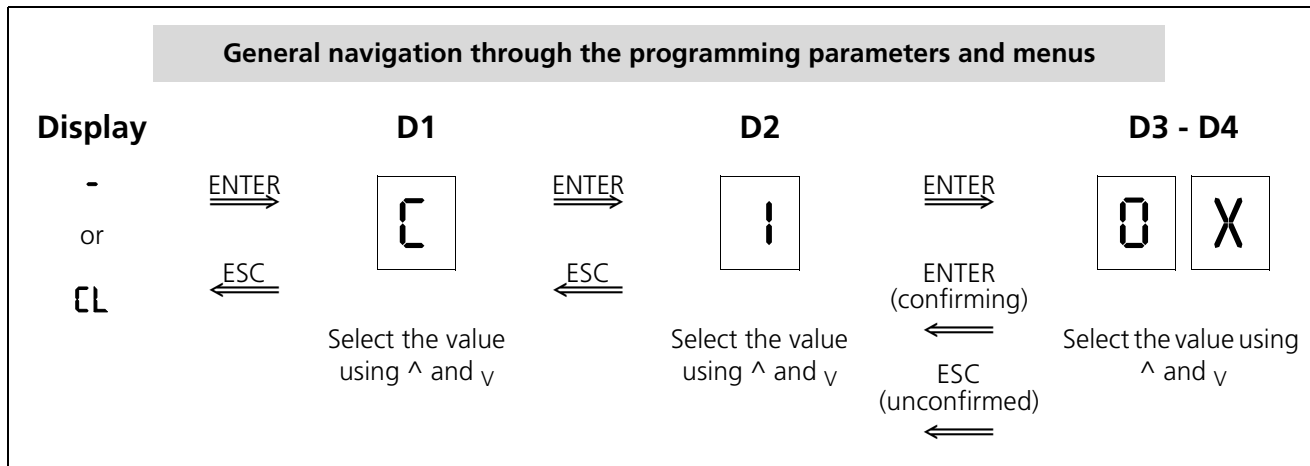 General navigation through the programming parameters and menus
Display D1 D2 D3 - D4
- ENTER C ENTER 1 ENTER 0 X
or
ESC ESC ENTER
(confirming)
CL
Select the value Select the value Select the value using
using ^ and v using ^ and v ^ and v
ESC
(unconfirmed)